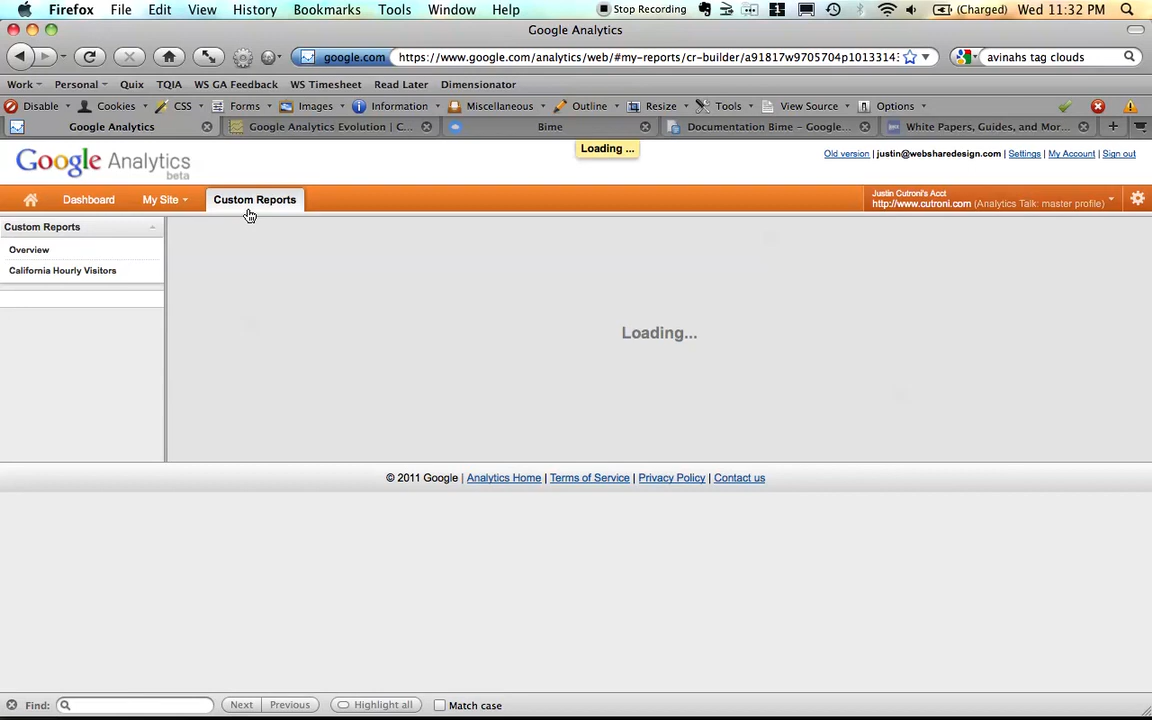 Firefox File Edit View History Bookmarks Tools Window Help Stop Recording (Charged) Wed 11:32 PM
Google Analytics
google.com https://www.google.com/analytics/web/#my-reports/cr-builder/a91817w9705704p1013314: avinahs tag clouds
Work Personal Quix TQIA WS GA Feedback WS Timesheet Read Later Dimensionator
Disable Cookies CSS Forms Images Information Miscellaneous Outline Resize Tools View Source Options
Google Analytics Google Analytics Evolution | C... Bime Documentation Bime - Google... White Papers, Guides, and Mor...
Loading ...
Google Analytics
beta
Old version | justin@websharedesign.com | Settings | My Account | Sign out
Dashboard My Site Custom Reports
Justin Cutroni's Acct
http://www.cutroni.com (Analytics Talk: master profile)
Custom Reports
Overview
California Hourly Visitors
Loading...
© 2011 Google | Analytics Home | Terms of Service | Privacy Policy | Contact us
Find: Next Previous Highlight all Match case